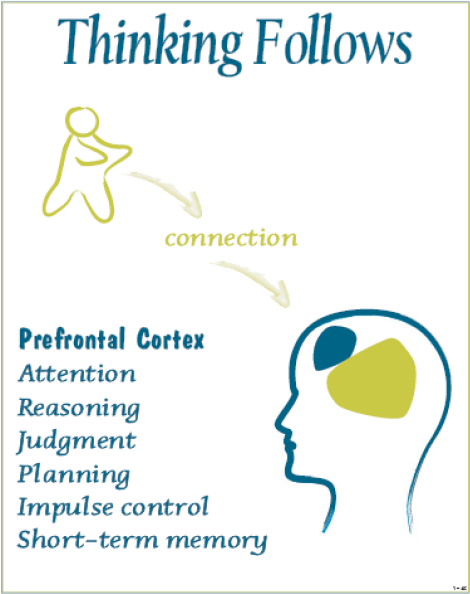 Thinking Follows
connection
Prefrontal Cortex
Attention
Reasoning
Judgment
Planning
Impulse control
Short-term memory